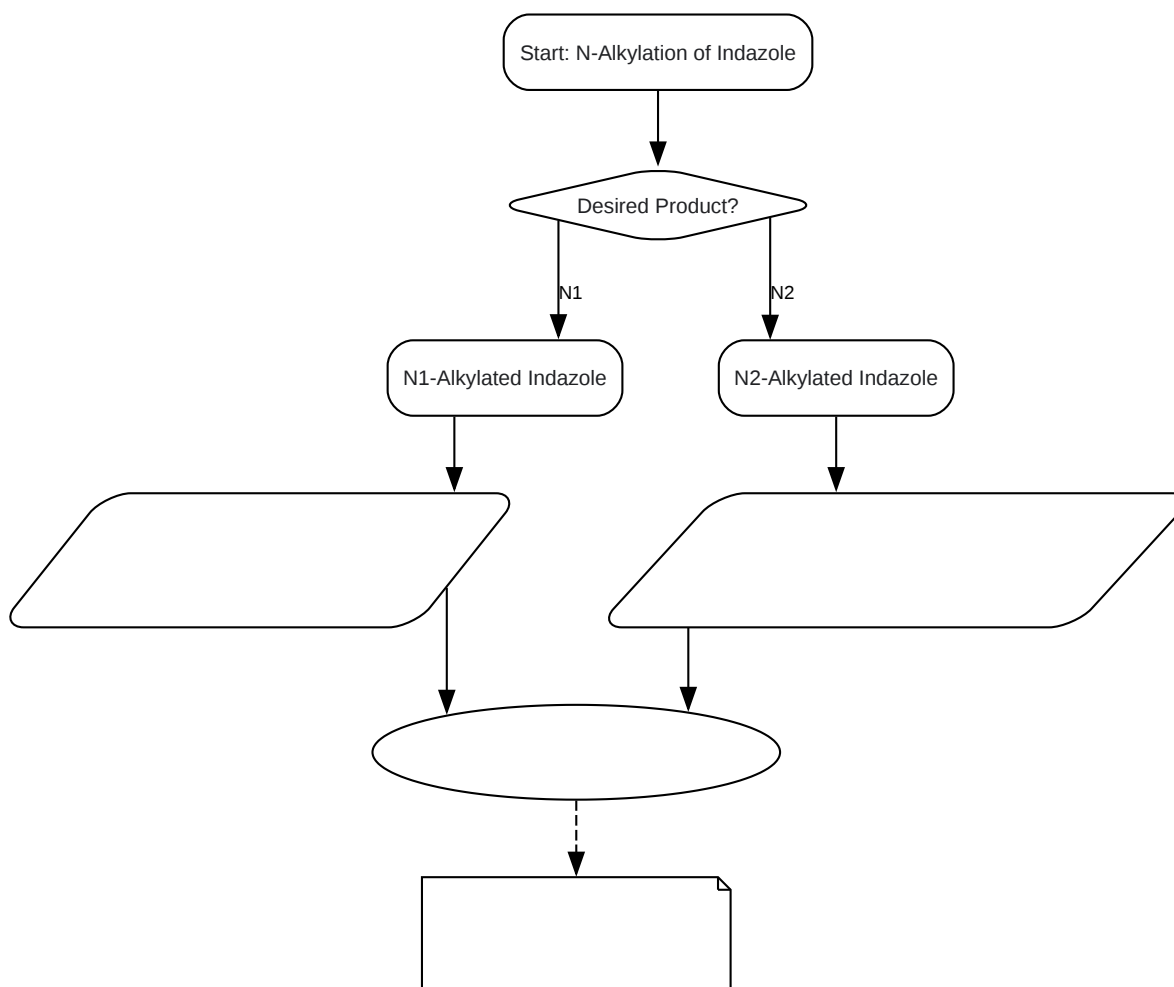 Start: N-Alkylation of Indazole
Desired Product?
N1
N2
N1-Alkylated Indazole
N2-Alkylated Indazole